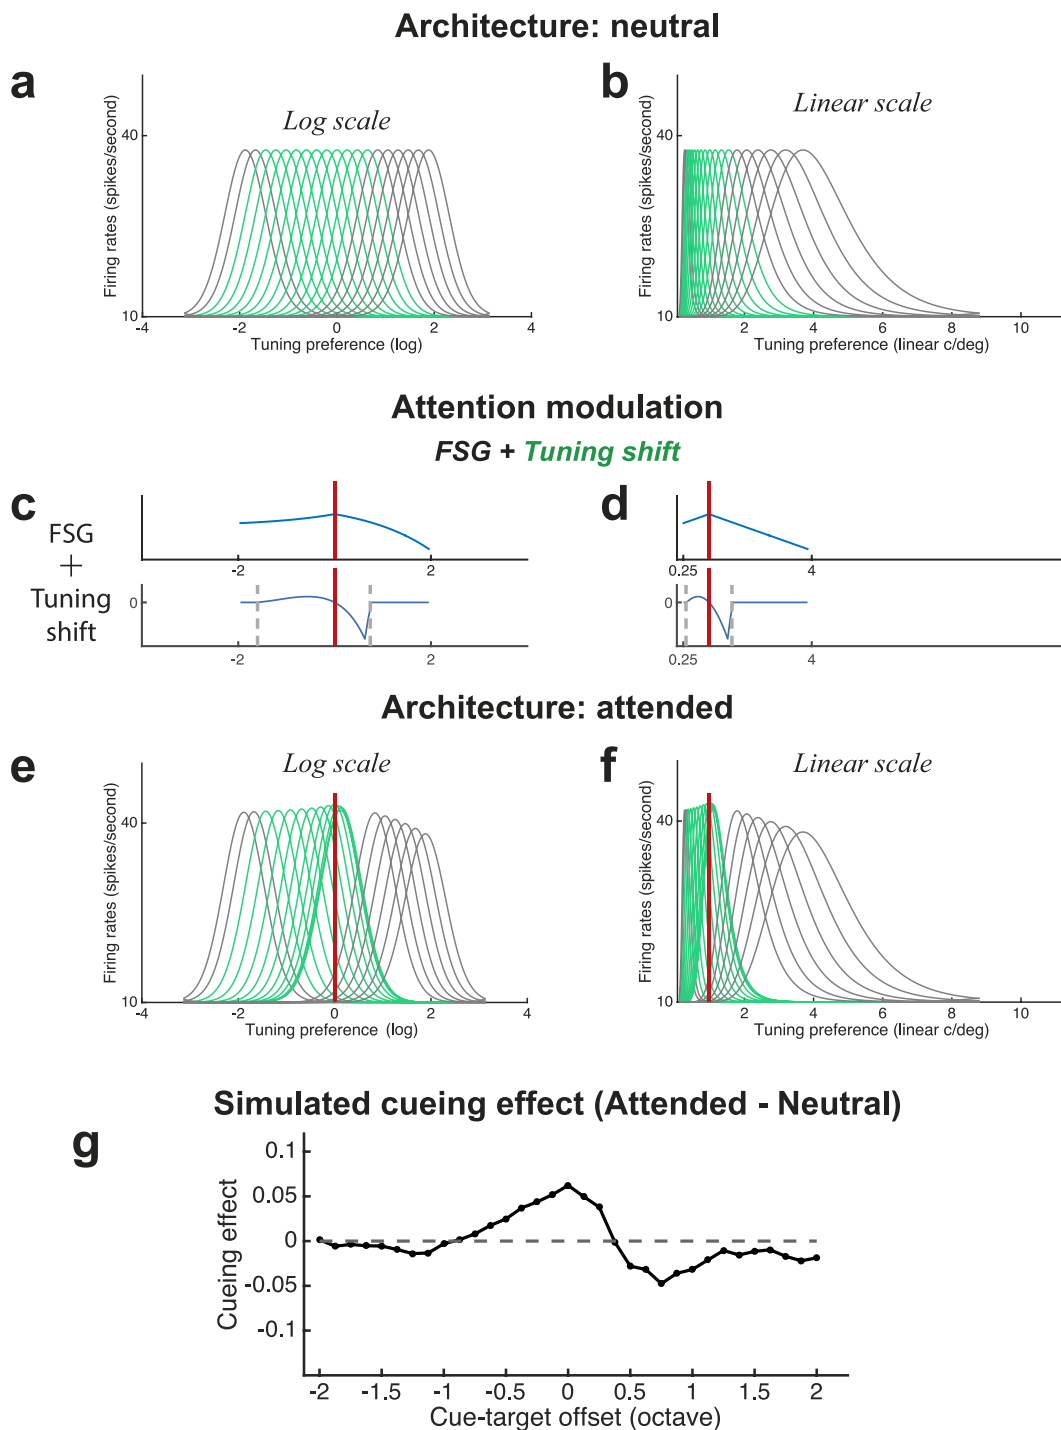 Architecture: neutral
a
b
Log scale
Linear scale
Firing rates (spikes/second)
40
10
-4
-2
0
2
4
Tuning preference (log)
Firing rates (spikes/second)
40
10
2
4
6
8
10
Tuning preference (linear c/deg)
Attention modulation
FSG + Tuning shift
c
d
FSG
+
Tuning
shift
-2
2
0
-2
2
0.25
4
0
0.25
4
Architecture: attended
e
f
Log scale
Linear scale
Firing rates (spikes/second)
40
10
-4
-2
0
2
4
Tuning preference (log)
Firing rates (spikes/second)
40
10
2
4
6
8
10
Tuning preference (linear c/deg)
Simulated cueing effect (Attended - Neutral)
g
Cueing effect
0.1
0.05
0
-0.05
-0.1
-2
-1.5
-1
-0.5
0
0.5
1
1.5
2
Cue-target offset (octave)